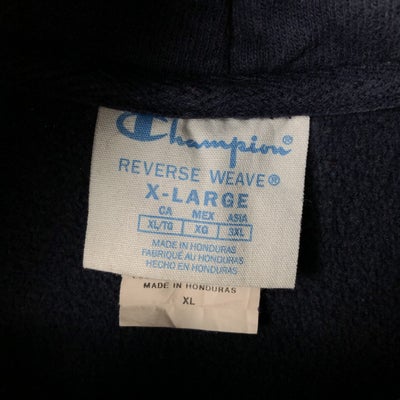 Champion®
REVERSE WEAVE®
X-LARGE
CA MEX ASIA
XL/TG XG 3XL
MADE IN HONDURAS
FABRIQUÉ AU HONDURAS
HECHO EN HONDURAS
MADE IN HONDURAS
XL